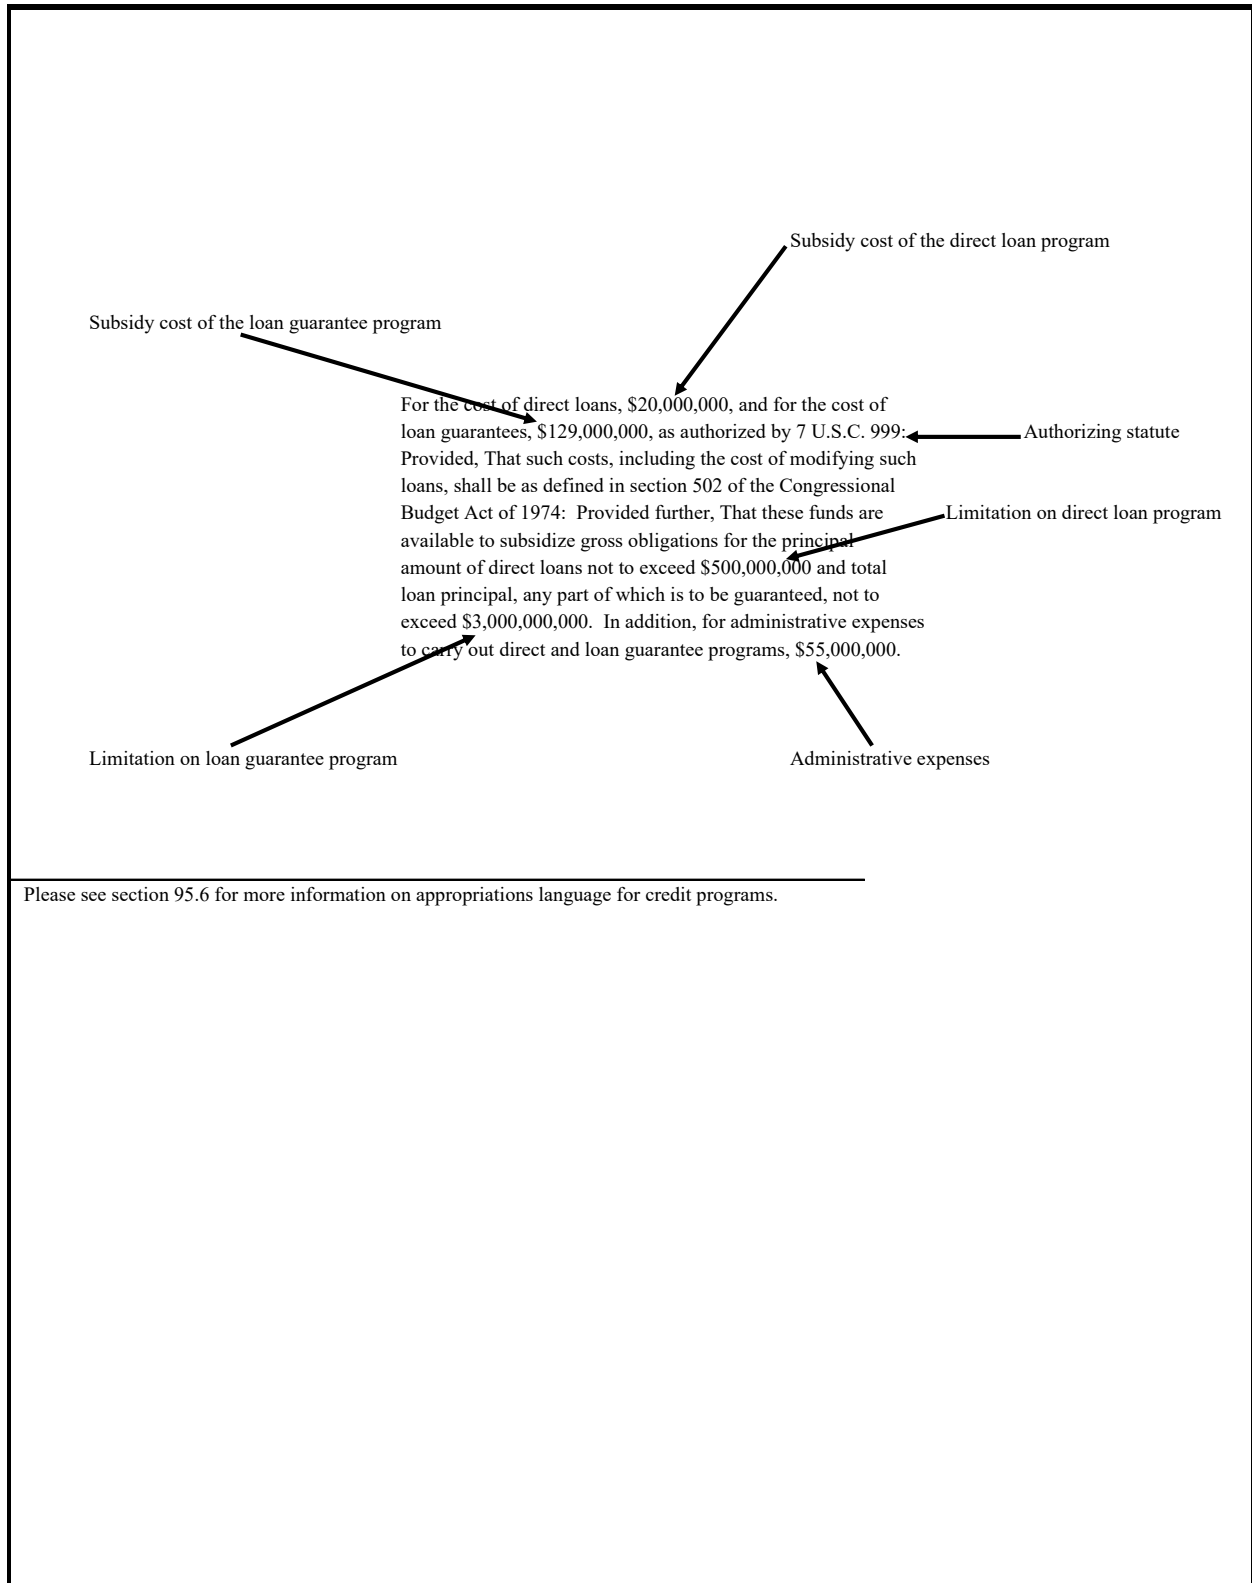 Subsidy cost of the direct loan program
Subsidy cost of the loan guarantee program
For the cost of direct loans, $20,000,000, and for the cost of
loan guarantees, $129,000,000, as authorized by 7 U.S.C. 999:
Authorizing statute
Provided, That such costs, including the cost of modifying such
loans, shall be as defined in section 502 of the Congressional
Budget Act of 1974:  Provided further, That these funds are
Limitation on direct loan program
available to subsidize gross obligations for the principal
amount of direct loans not to exceed $500,000,000 and total
loan principal, any part of which is to be guaranteed, not to
exceed $3,000,000,000.  In addition, for administrative expenses
to carry out direct and loan guarantee programs, $55,000,000.
Limitation on loan guarantee program
Administrative expenses
Please see section 95.6 for more information on appropriations language for credit programs.